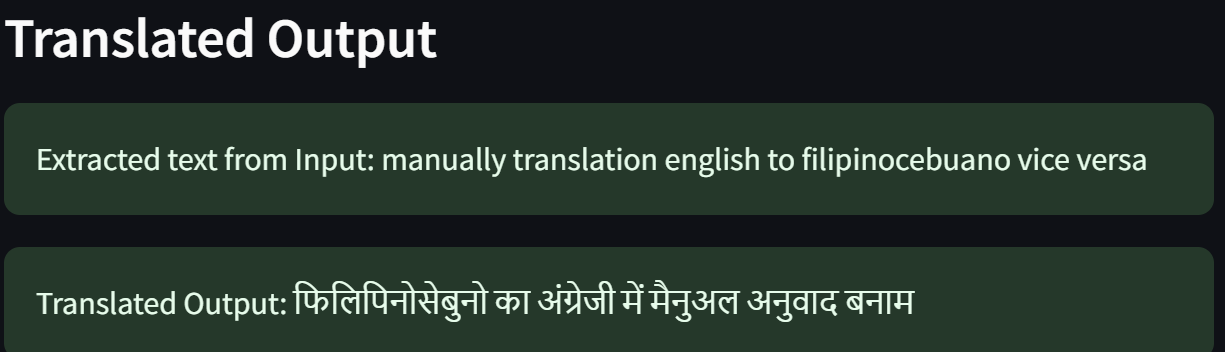 Translated Output
Extracted text from Input: manually translation english to filipinocebuano vice versa
Translated Output: फिलिपिनोसेबुनो का अंग्रेजी में मैनुअल अनुवाद बनाम